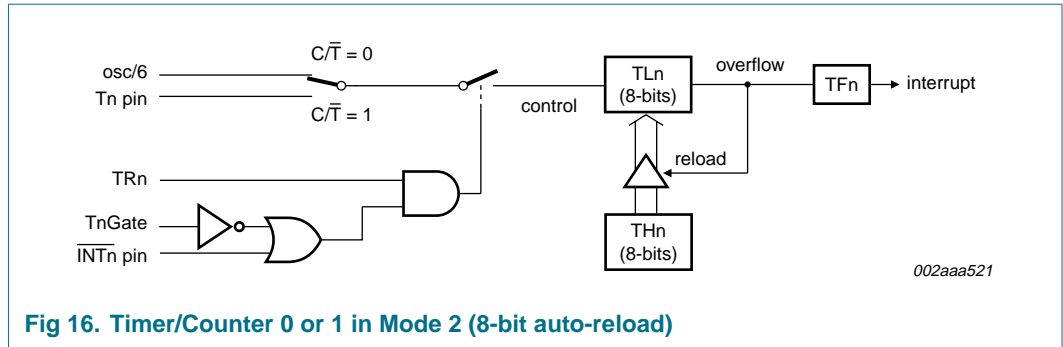 C/T̅ = 0
osc/6
Tn pin
C/T̅ = 1
control
TLn
(8-bits)
overflow
TFn
interrupt
reload
TRn
TnGate
I̅N̅T̅n̅ pin
THn
(8-bits)
002aaa521
Fig 16. Timer/Counter 0 or 1 in Mode 2 (8-bit auto-reload)